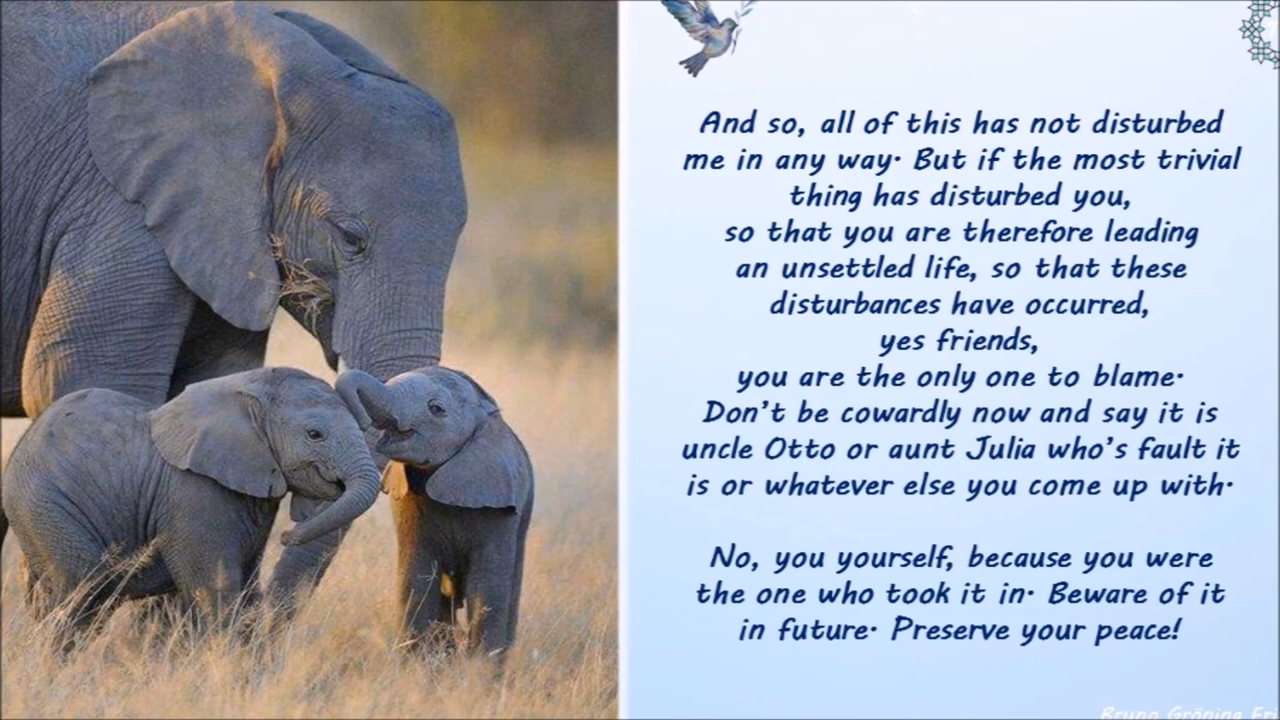 And so, all of this has not disturbed
me in any way. But if the most trivial
thing has disturbed you,
so that you are therefore leading
an unsettled life, so that these
disturbances have occurred,
yes friends,
you are the only one to blame.
Don't be cowardly now and say it is
uncle Otto or aunt Julia who's fault it
is or whatever else you come up with.
No, you yourself, because you were
the one who took it in. Beware of it
in future. Preserve your peace!
Bruno Gröning